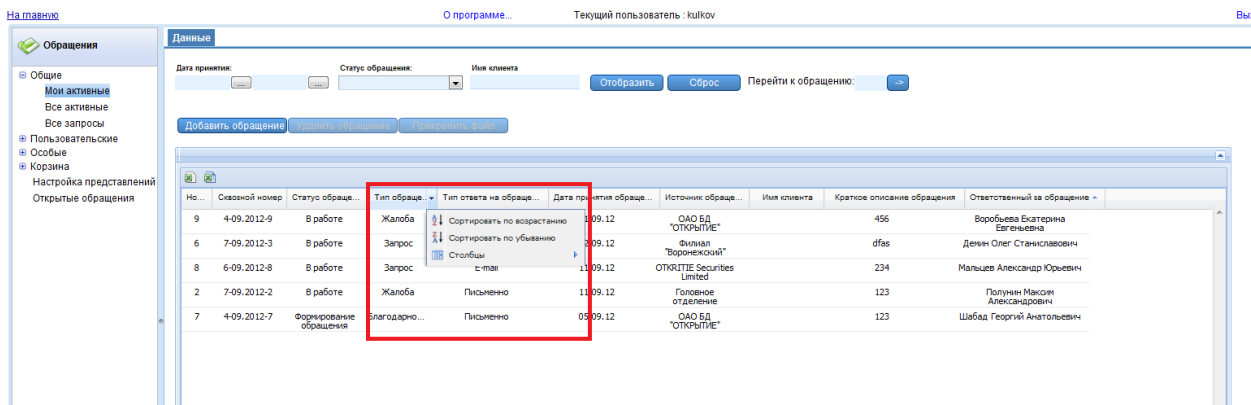 На главную О программе... Текущий пользователь : kulkov
Обращения
Общие
Мои активные
Все активные
Все запросы
Пользовательские
Особые
Корзина
Настройка представлений
Открытые обращения
Данные
Дата принятия: Статус обращения: Имя клиента
... ... Отобразить Сброс Перейти к обращению: ->
Добавить обращение Удалить обращение Прикрепить файл
Но... Сквозной номер Статус обраще... Тип обраще... Тип ответа на обраще... Дата принятия обраще... Источник обраще... Имя клиента Краткое описание обращения Ответственный за обращение
9 4-09.2012-9 В работе Жалоба 09.12 ОАО БД "ОТКРЫТИЕ" 456 Воробьева Екатерина Евгеньевна
6 7-09.2012-3 В работе Запрос 09.12 Филиал "Воронежский" dfas Демин Олег Станиславович
8 6-09.2012-8 В работе Запрос E-mail 11.09.12 OTKRITIE Securities Limited 234 Мальцев Александр Юрьевич
2 7-09.2012-2 В работе Жалоба Письменно 11.09.12 Головное отделение 123 Полунин Максим Александрович
7 4-09.2012-7 Формирование обращения Благодарно... Письменно 05.09.12 ОАО БД "ОТКРЫТИЕ" 123 Шабад Георгий Анатольевич
Сортировать по возрастанию
Сортировать по убыванию
Столбцы